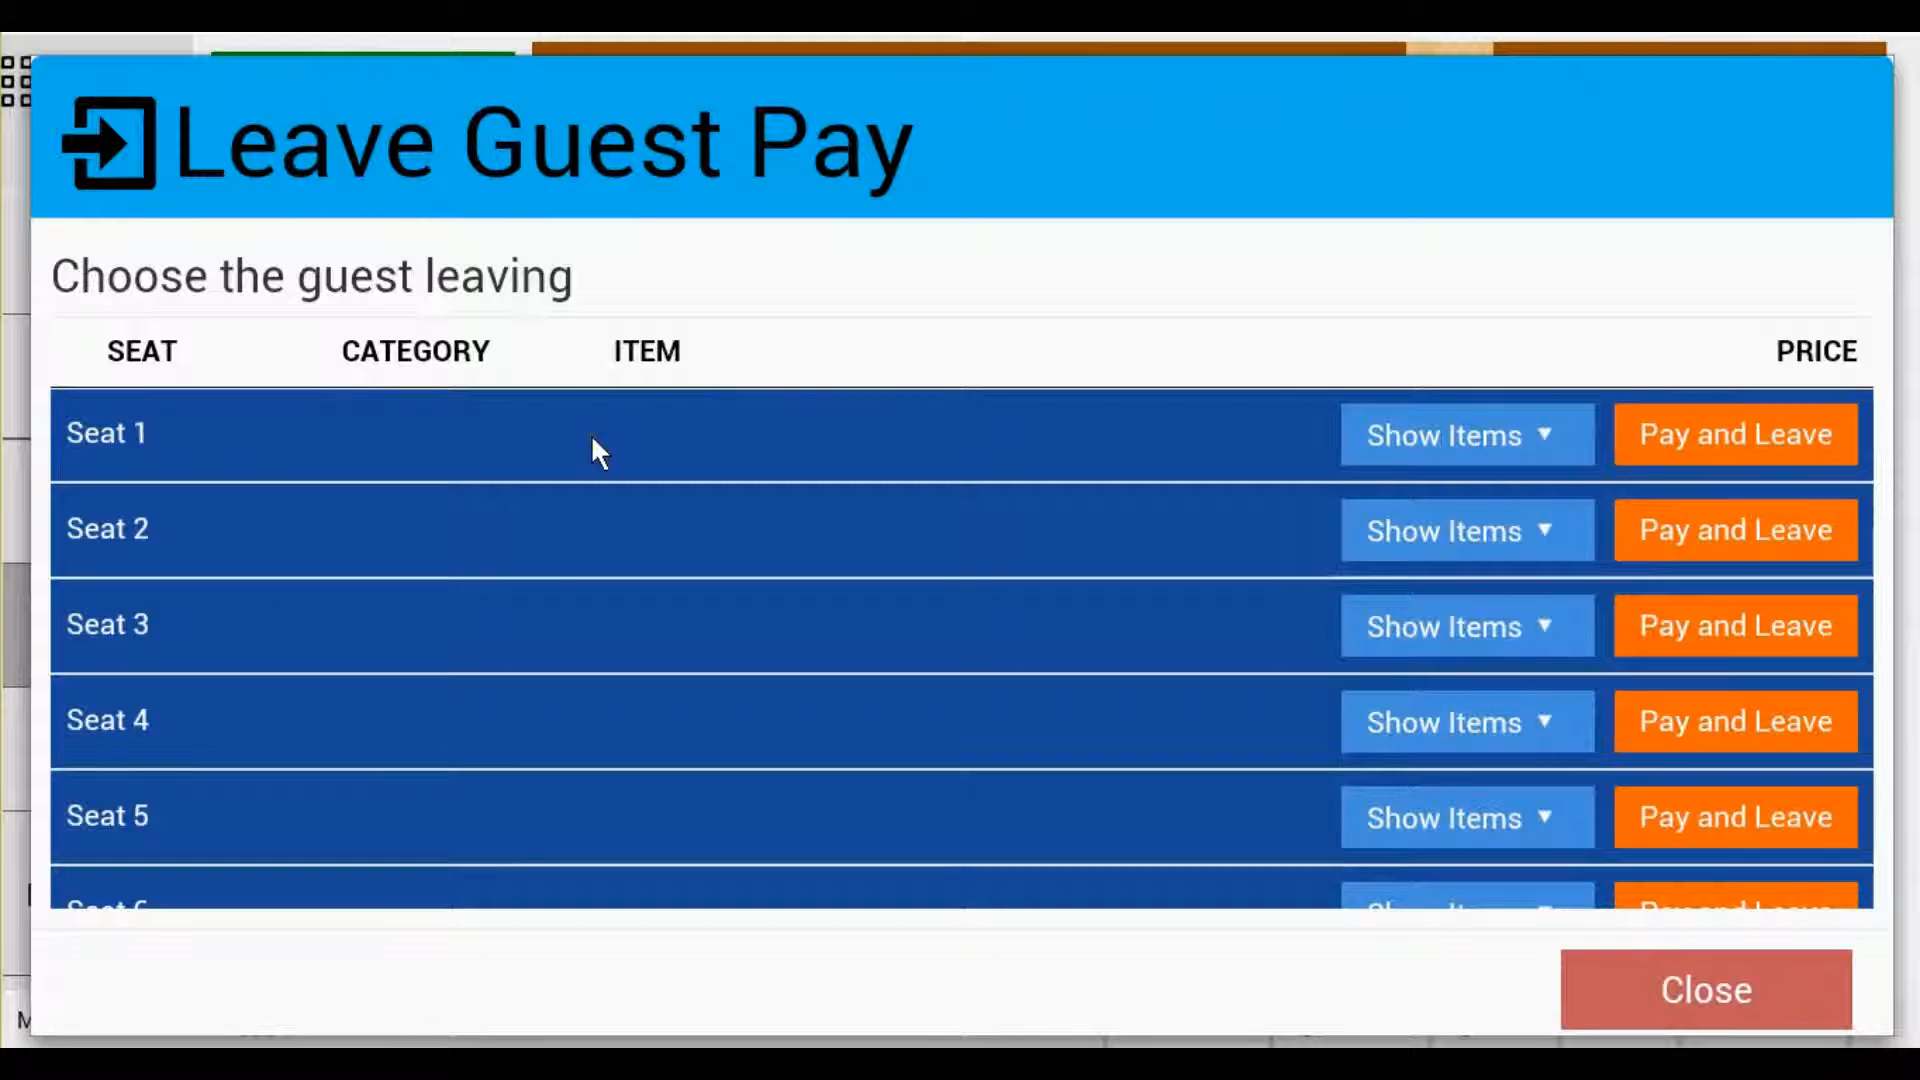 Leave Guest Pay
Choose the guest leaving
SEAT CATEGORY ITEM PRICE
Seat 1 Show Items Pay and Leave
Seat 2 Show Items Pay and Leave
Seat 3 Show Items Pay and Leave
Seat 4 Show Items Pay and Leave
Seat 5 Show Items Pay and Leave
Close